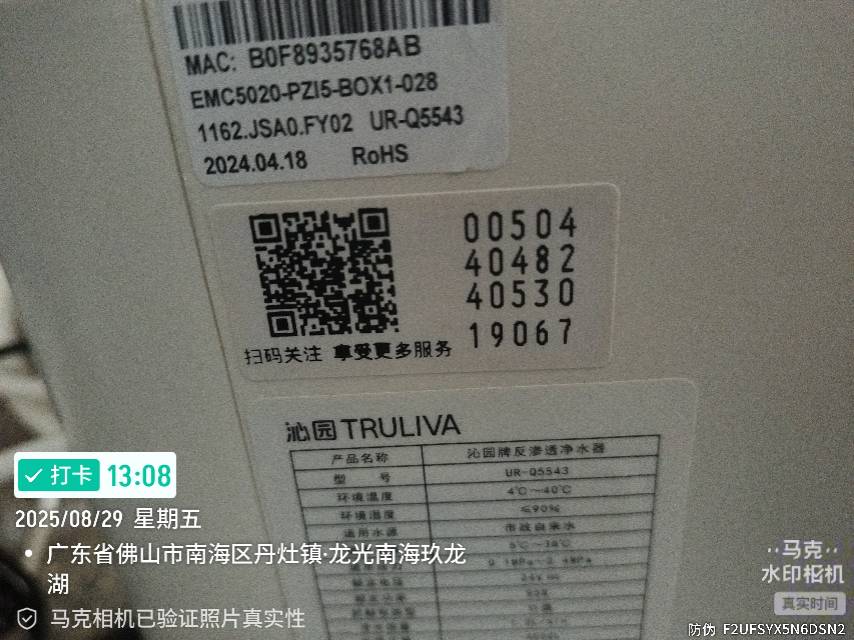 MAC: B0F8935768AB
EMC5020-PZI5-BOX1-028
1162.JSA0.FY02 UR-Q5543
2024.04.18 RoHS
00504
40482
40530
19067
扫码关注 享受更多服务
沁园 TRULIVA
产品名称 沁园牌反渗透净水器
型号 UR-Q5543
环境温度 4℃~40℃
环境湿度 ≤90%
适用水源 市政自来水
5℃~38℃
打卡 13:08
2025/08/29 星期五
广东省佛山市南海区丹灶镇·龙光南海玖龙
湖
马克相机已验证照片真实性
马克
水印相机
真实时间
防伪 F2UFSYX5N6DSN2